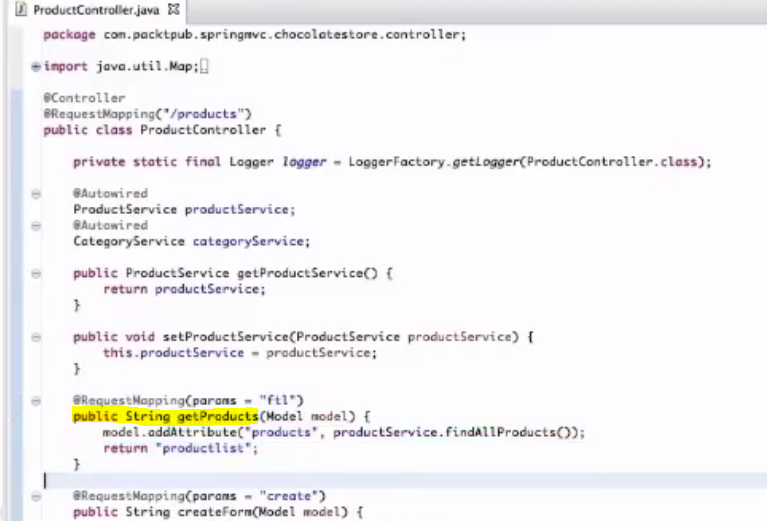 ProductController.java
package com.packtpub.springmvc.chocolatestore.controller;
import java.util.Map;
@Controller
@RequestMapping("/products")
public class ProductController {
private static final Logger logger = LoggerFactory.getLogger(ProductController.class);
@Autowired
ProductService productService;
@Autowired
CategoryService categoryService;
public ProductService getProductService() {
return productService;
}
public void setProductService(ProductService productService) {
this.productService = productService;
}
@RequestMapping(params = "ftl")
public String getProducts(Model model) {
model.addAttribute("products", productService.findAllProducts());
return "productlist";
}
@RequestMapping(params = "create")
public String createForm(Model model) {